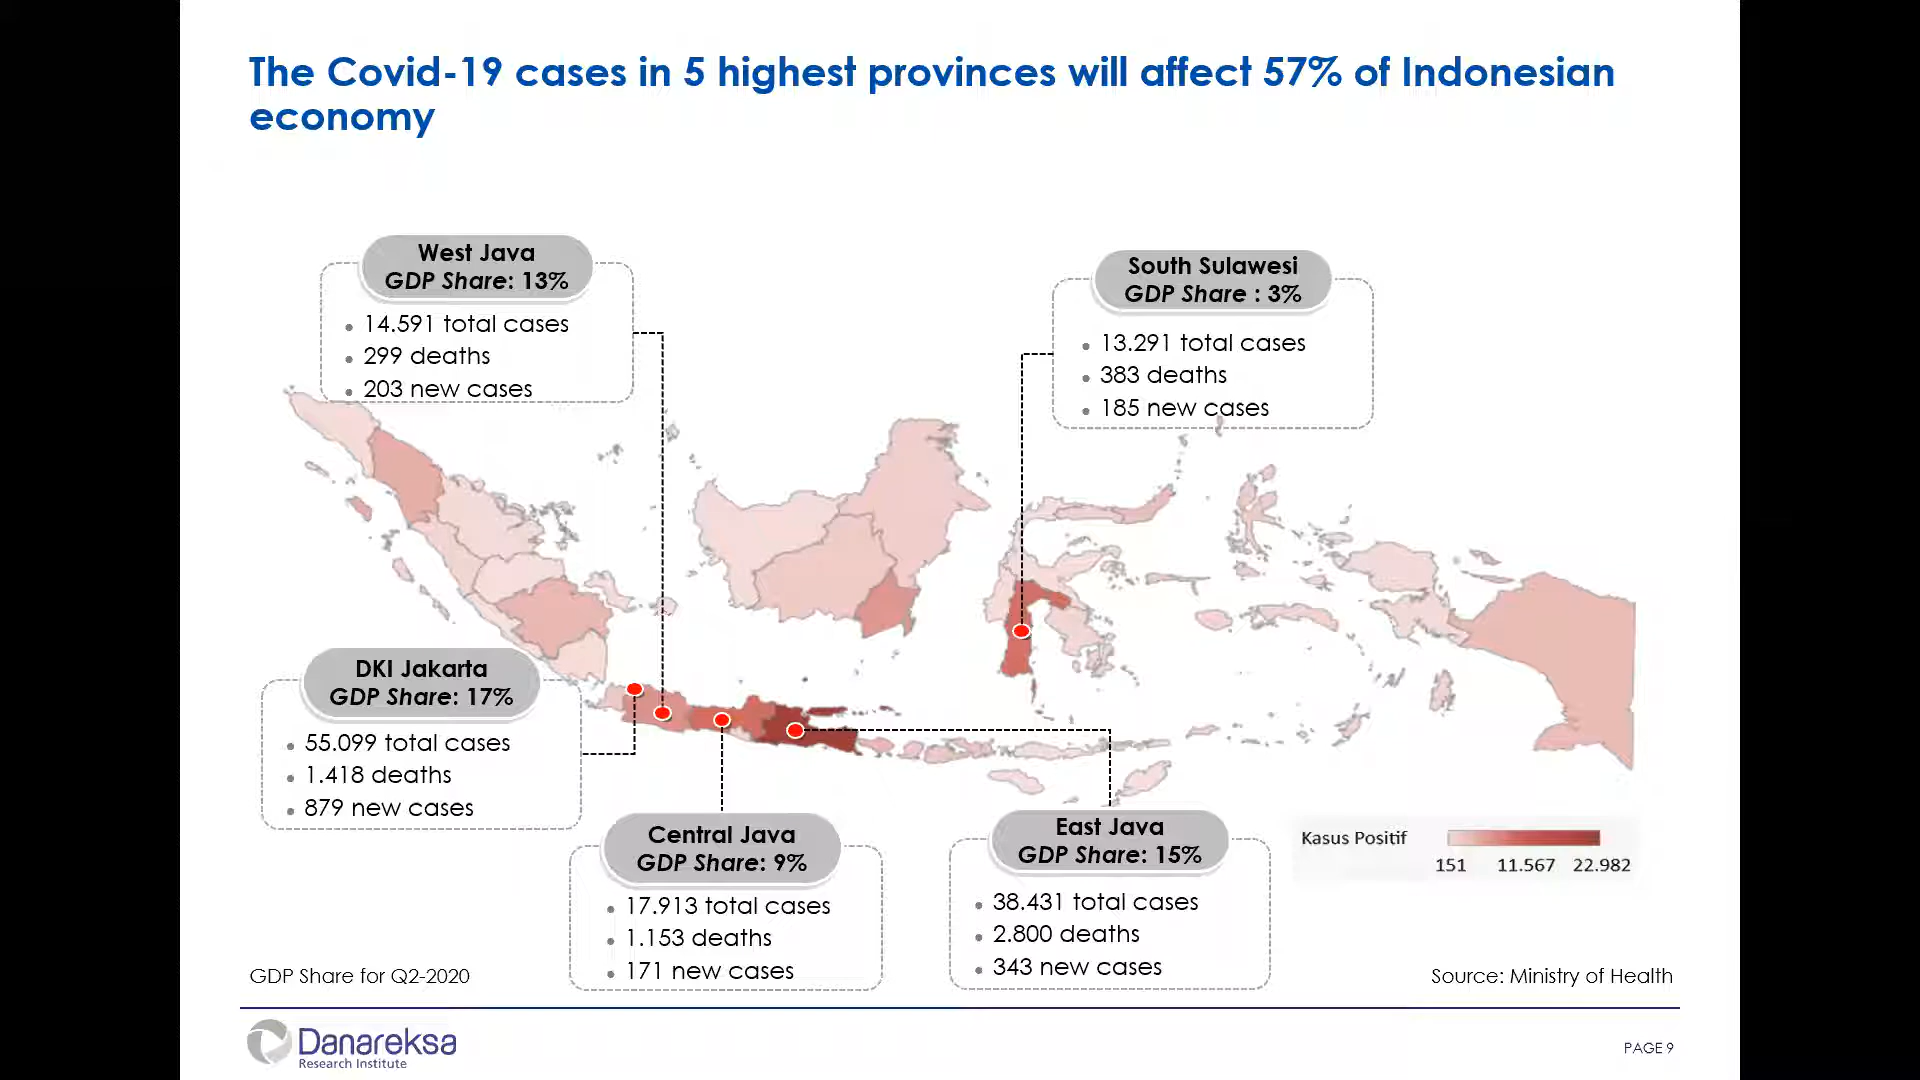 The Covid-19 cases in 5 highest provinces will affect 57% of Indonesian
economy
West Java
GDP Share: 13%
14.591 total cases
299 deaths
203 new cases
South Sulawesi
GDP Share : 3%
13.291 total cases
383 deaths
185 new cases
DKI Jakarta
GDP Share: 17%
55.099 total cases
1.418 deaths
879 new cases
Central Java
GDP Share: 9%
17.913 total cases
1.153 deaths
171 new cases
East Java
GDP Share: 15%
38.431 total cases
2.800 deaths
343 new cases
Kasus Positif
151 11.567 22.982
GDP Share for Q2-2020
Source: Ministry of Health
Danareksa
Research Institute
PAGE 9